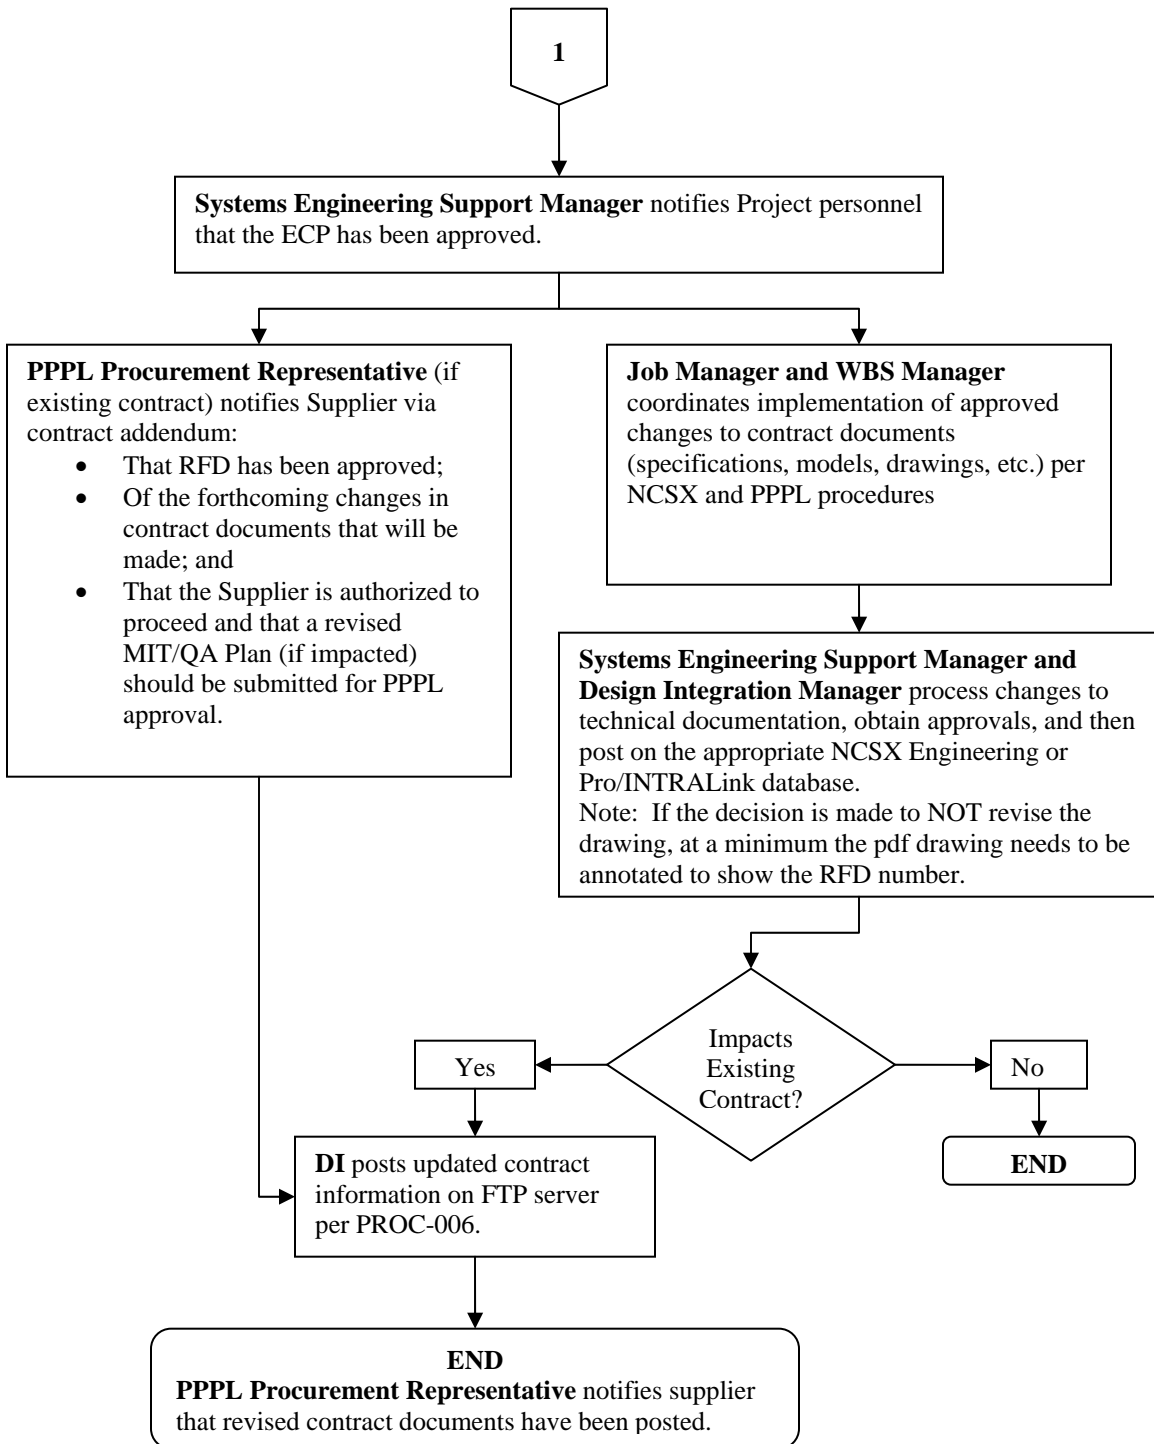 1
Systems Engineering Support Manager notifies Project personnel
that the ECP has been approved.
PPPL Procurement Representative (if
existing contract) notifies Supplier via
contract addendum:
• That RFD has been approved;
• Of the forthcoming changes in
contract documents that will be
made; and
• That the Supplier is authorized to
proceed and that a revised
MIT/QA Plan (if impacted)
should be submitted for PPPL
approval.
Job Manager and WBS Manager
coordinates implementation of approved
changes to contract documents
(specifications, models, drawings, etc.) per
NCSX and PPPL procedures
Systems Engineering Support Manager and
Design Integration Manager process changes to
technical documentation, obtain approvals, and then
post on the appropriate NCSX Engineering or
Pro/INTRALink database.
Note:  If the decision is made to NOT revise the
drawing, at a minimum the pdf drawing needs to be
annotated to show the RFD number.
Impacts
Existing
Contract?
Yes
No
DI posts updated contract
information on FTP server
per PROC-006.
END
END
PPPL Procurement Representative notifies supplier
that revised contract documents have been posted.